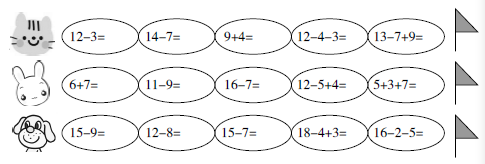 12−3= 14−7= 9+4= 12−4−3= 13−7+9=
6+7= 11−9= 16−7= 12−5+4= 5+3+7=
15−9= 12−8= 15−7= 18−4+3= 16−2−5=